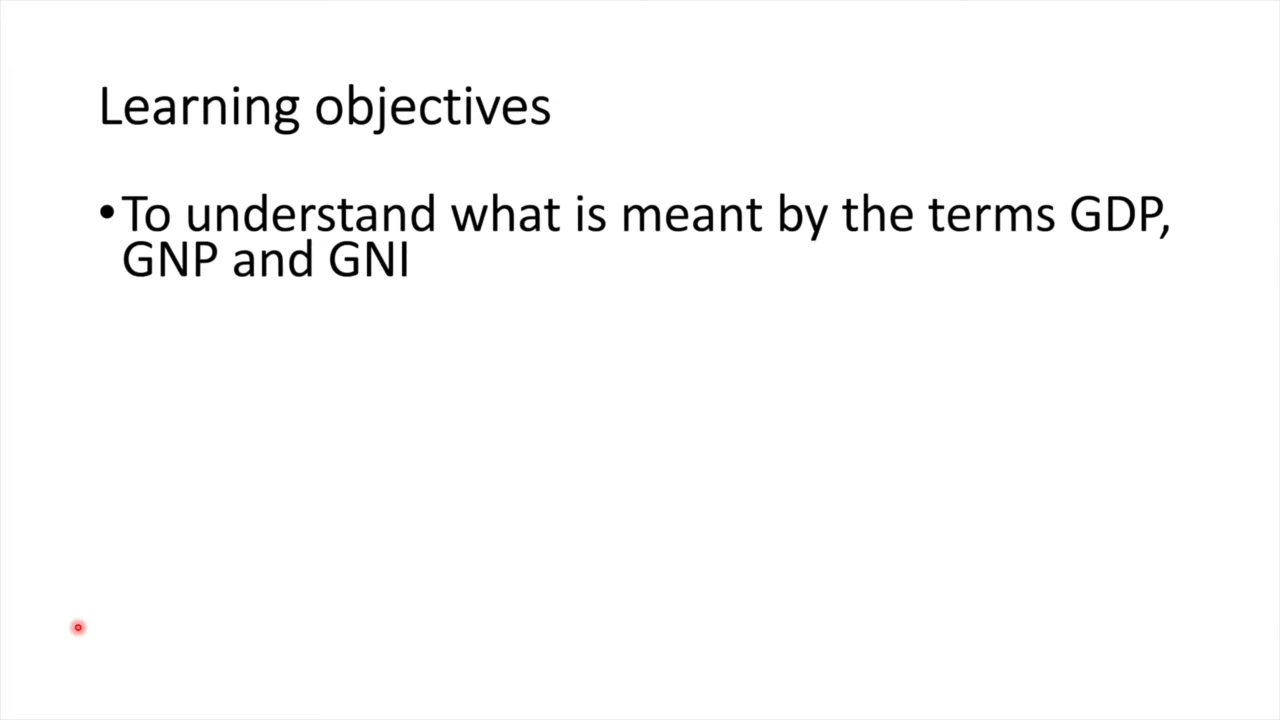 Learning objectives
•To understand what is meant by the terms GDP,
GNP and GNI